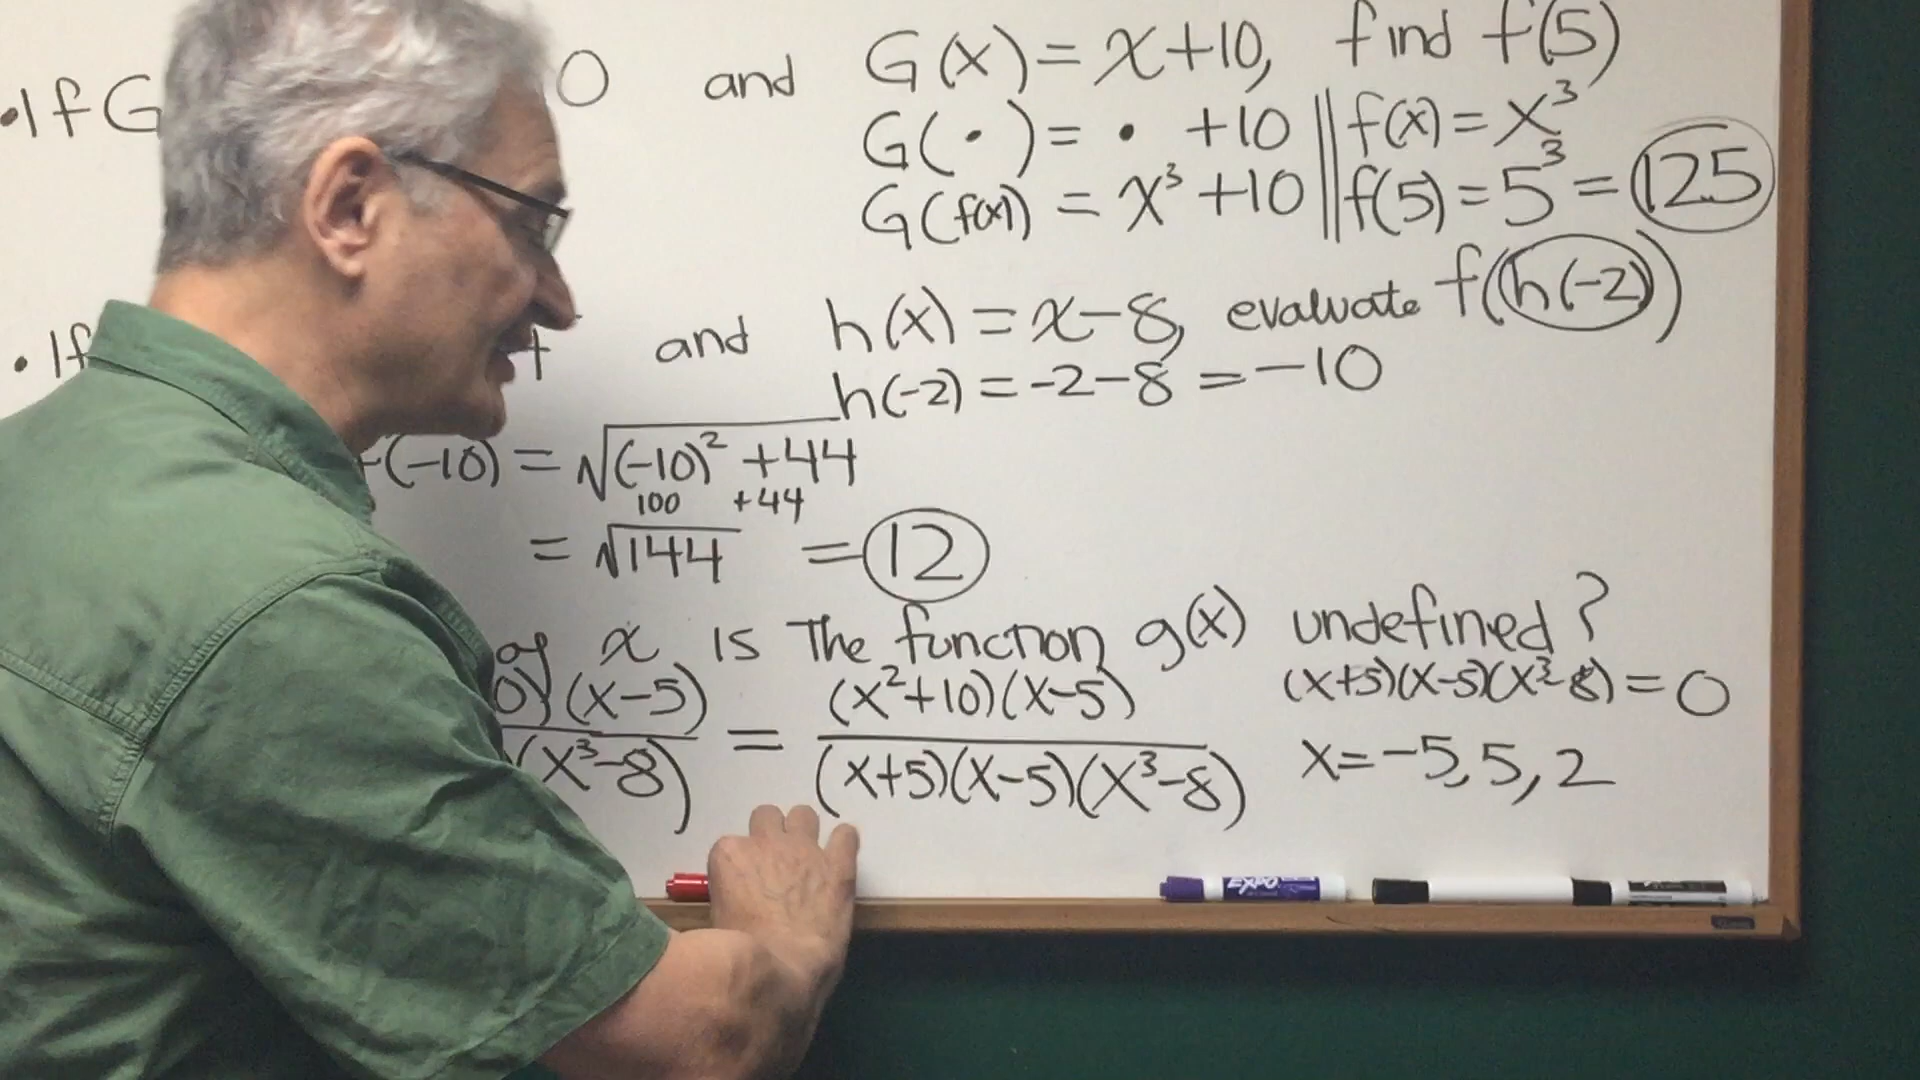 • If G 0 and G(x) = x+10, find f(5)
G( • ) = • +10 || f(x) = x³
G(f(x)) = x³ +10 || f(5) = 5³ = 125
• If and h(x) = x-8, evaluate f(h(-2))
h(-2) = -2-8 = -10
(-10) = √(-10)² +44
100 +44
= √144 = 12
of x is the function g(x) undefined?
0)(x-5) (x²+10)(x-5) (x+5)(x-5)(x³-8) = 0
=
(x³-8) (x+5)(x-5)(x³-8) x = -5, 5, 2
EXPO